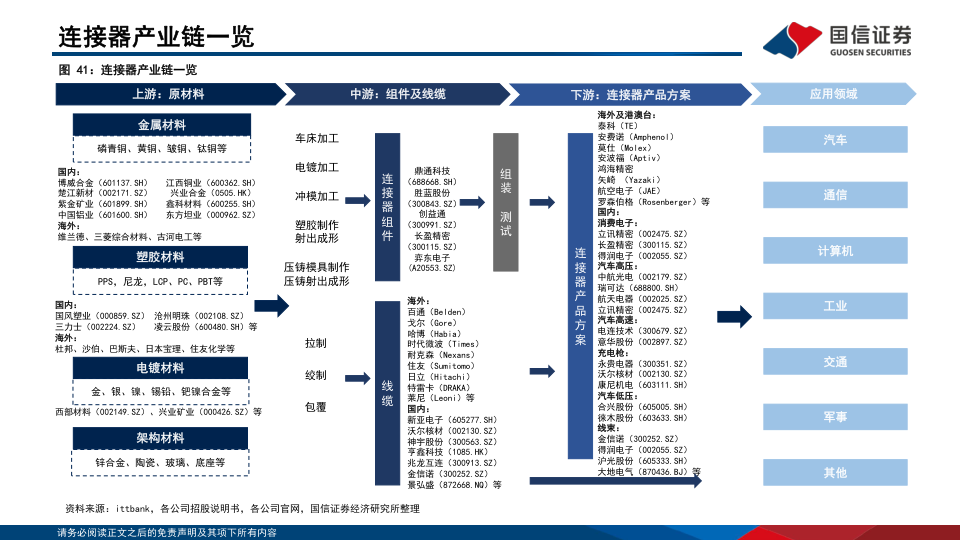 连接器产业链一览
国信证券
GUOSEN SECURITIES
图 41：连接器产业链一览
上游：原材料
金属材料
磷青铜、黄铜、皱铜、钛铜等
国内：
博威合金（601137.SH） 江西铜业（600362.SH）
楚江新材（002171.SZ） 兴业合金（0505.HK）
紫金矿业（601899.SH） 鑫科材料（600255.SH）
中国铝业（601600.SH） 东方坦业（000962.SZ）
海外：
维兰德、三菱综合材料、古河电工等
塑胶材料
PPS，尼龙，LCP、PC、PBT等
国内：
国风塑业（000859.SZ） 沧州明珠（002108.SZ）
三力士（002224.SZ） 凌云股份（600480.SH）等
海外：
杜邦、沙伯、巴斯夫、日本宝理、住友化学等
电镀材料
金、银、镍、锡铅、钯镍合金等
西部材料（002149.SZ）、兴业矿业（000426.SZ）等
架构材料
锌合金、陶瓷、玻璃、底座等
中游：组件及线缆
车床加工
电镀加工
冲模加工
塑胶制作
射出成形
压铸模具制作
压铸射出成形
连接器组件
鼎通科技
（688668.SH）
胜蓝股份
（300843.SZ）
创益通
（300991.SZ）
长盈精密
（300115.SZ）
弈东电子
（A20553.SZ）
组装 测试
拉制
绞制
包覆
线缆
海外：
百通（Belden）
戈尔（Gore）
哈博（Habia）
时代微波（Times）
耐克森（Nexans）
住友（Sumitomo）
日立（Hitachi）
特雷卡（DRAKA）
莱尼（Leoni）等
国内：
新亚电子（605277.SH）
沃尔核材（002130.SZ）
神宇股份（300563.SZ）
亨鑫科技（1085.HK）
兆龙互连（300913.SZ）
金信诺（300252.SZ）
景弘盛（872668.NQ）等
下游：连接器产品方案
连接器产品方案
海外及港澳台：
泰科（TE）
安费诺（Amphenol）
莫仕（Molex）
安波福（Aptiv）
鸿海精密
矢崎 （Yazaki）
航空电子（JAE）
罗森伯格（Rosenberger）等
国内：
消费电子：
立讯精密（002475.SZ）
长盈精密（300115.SZ）
得润电子（002055.SZ）
汽车高压：
中航光电（002179.SZ）
瑞可达（688800.SH）
航天电器（002025.SZ）
立讯精密（002475.SZ）
汽车高速：
电连技术（300679.SZ）
意华股份（002897.SZ）
充电枪：
永贵电器（300351.SZ）
沃尔核材（002130.SZ）
康尼机电（603111.SH）
汽车低压：
合兴股份（605005.SH）
徕木股份（603633.SH）
线束：
金信诺（300252.SZ）
得润电子（002055.SZ）
沪光股份（605333.SH）
大地电气（870436.BJ）等
应用领域
汽车
通信
计算机
工业
交通
军事
其他
资料来源：ittbank，各公司招股说明书，各公司官网，国信证券经济研究所整理
请务必阅读正文之后的免责声明及其项下所有内容